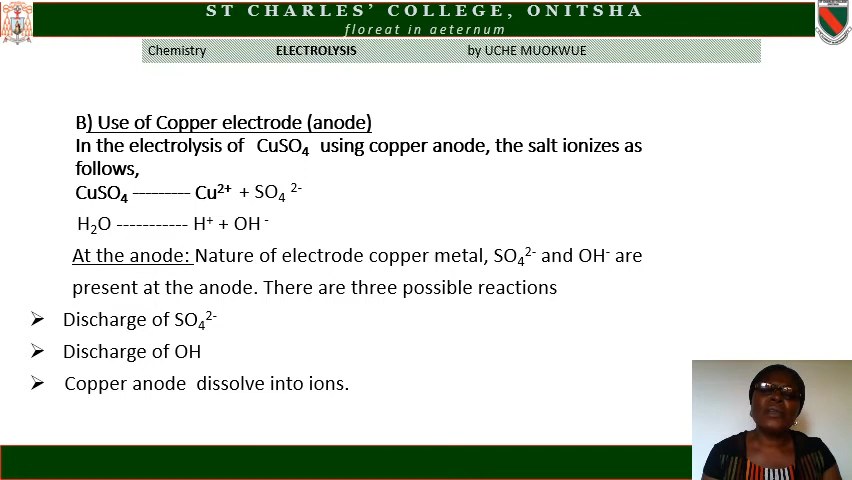 ST CHARLES’ COLLEGE, ONITSHA
floreat in aeternum
Chemistry ELECTROLYSIS by UCHE MUOKWUE
B) Use of Copper electrode (anode)
In the electrolysis of CuSO₄ using copper anode, the salt ionizes as
follows,
CuSO₄ --------- Cu²⁺ + SO₄ ²⁻
H₂O ----------- H⁺ + OH ⁻
At the anode: Nature of electrode copper metal, SO₄²⁻ and OH⁻ are
present at the anode. There are three possible reactions
➢ Discharge of SO₄²⁻
➢ Discharge of OH
➢ Copper anode dissolve into ions.